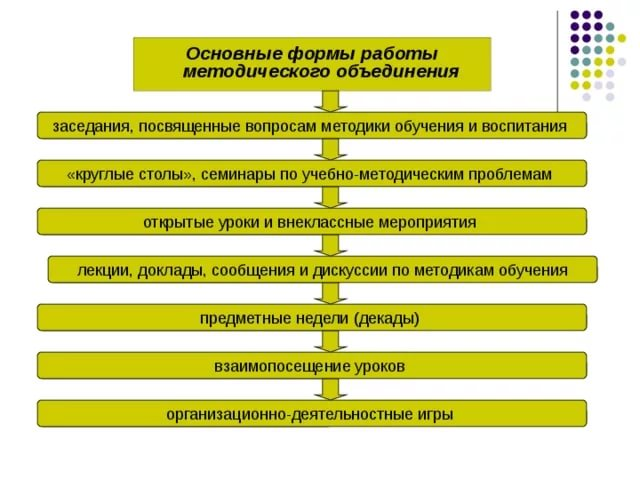 Основные формы работы
методического объединения
заседания, посвященные вопросам методики обучения и воспитания
«круглые столы», семинары по учебно-методическим проблемам
открытые уроки и внеклассные мероприятия
лекции, доклады, сообщения и дискуссии по методикам обучения
предметные недели (декады)
взаимопосещение уроков
организационно-деятельностные игры